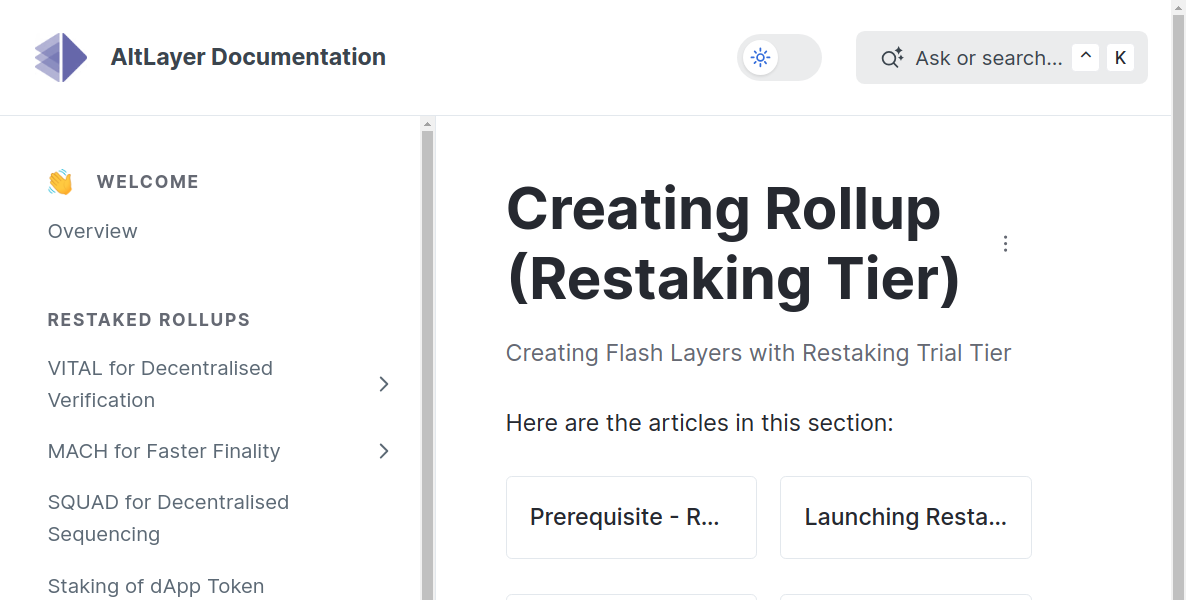 AltLayer Documentation
Ask or search... ^ K
WELCOME
Overview
RESTAKED ROLLUPS
VITAL for Decentralised
Verification
MACH for Faster Finality
SQUAD for Decentralised
Sequencing
Staking of dApp Token
Creating Rollup
(Restaking Tier)
Creating Flash Layers with Restaking Trial Tier
Here are the articles in this section:
Prerequisite - R...
Launching Resta...